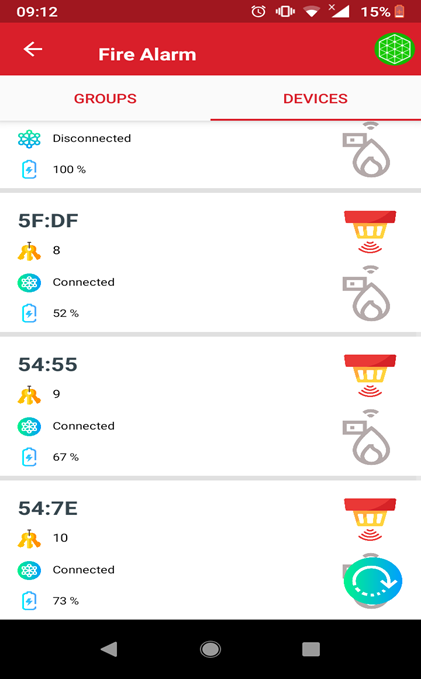 09:12
15%
Fire Alarm
GROUPS
DEVICES
Disconnected
100 %
5F:DF
8
Connected
52 %
54:55
9
Connected
67 %
54:7E
10
Connected
73 %